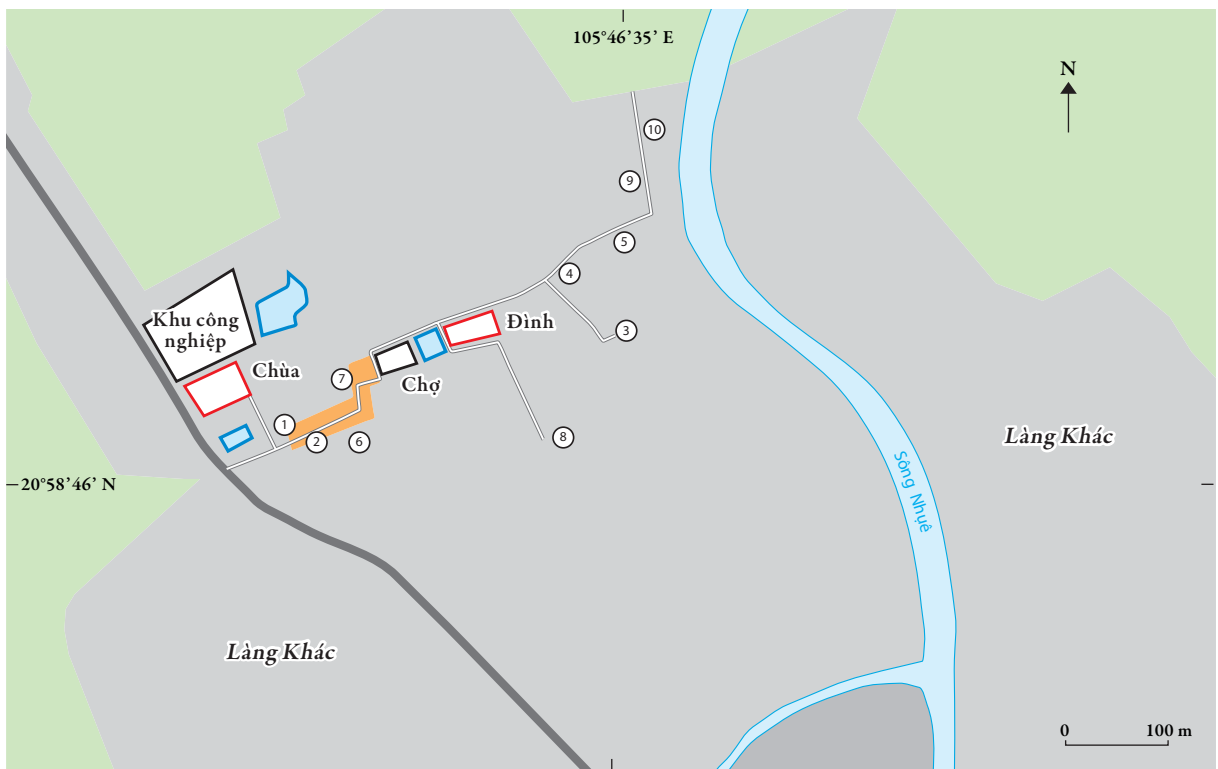 105°46’35’ E
N
10
9
5
4
Khu công
nghiệp
Đình
3
Chùa
7
Chợ
1
2
6
8
Làng Khác
Sông Nhuệ
20°58’46’ N
Làng Khác
0 100 m